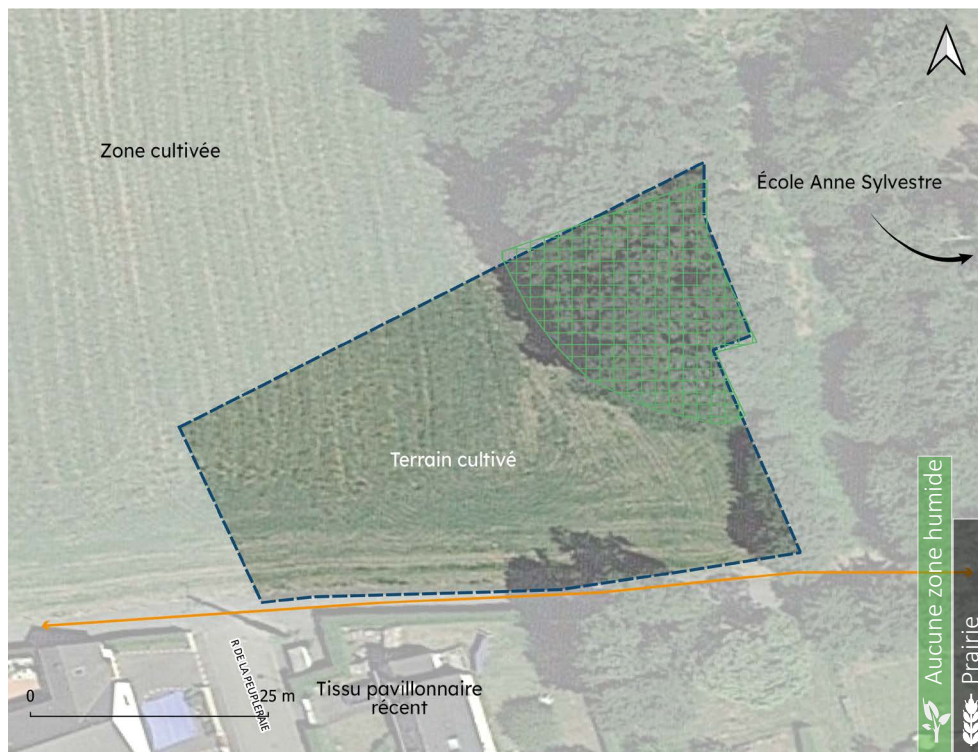 Zone cultivée
École Anne Sylvestre
Terrain cultivé
R DE LA PEUPLERAIE
Tissu pavillonnaire
récent
0
25 m
Aucune zone humide
Prairie